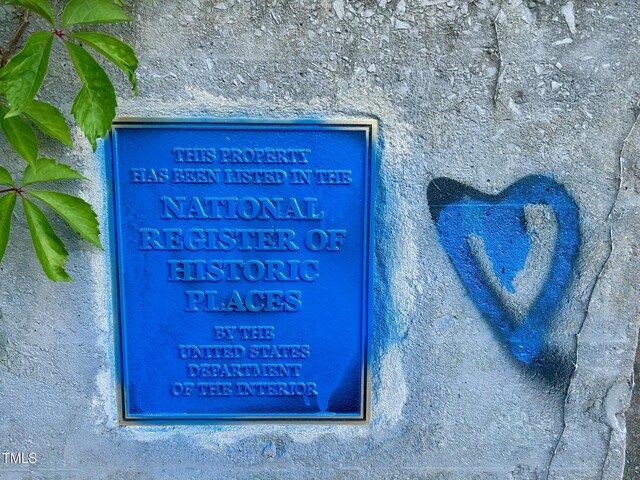 THIS PROPERTY
HAS BEEN LISTED IN THE
NATIONAL
REGISTER OF
HISTORIC
PLACES
BY THE
UNITED STATES
DEPARTMENT
OF THE INTERIOR
TMLS